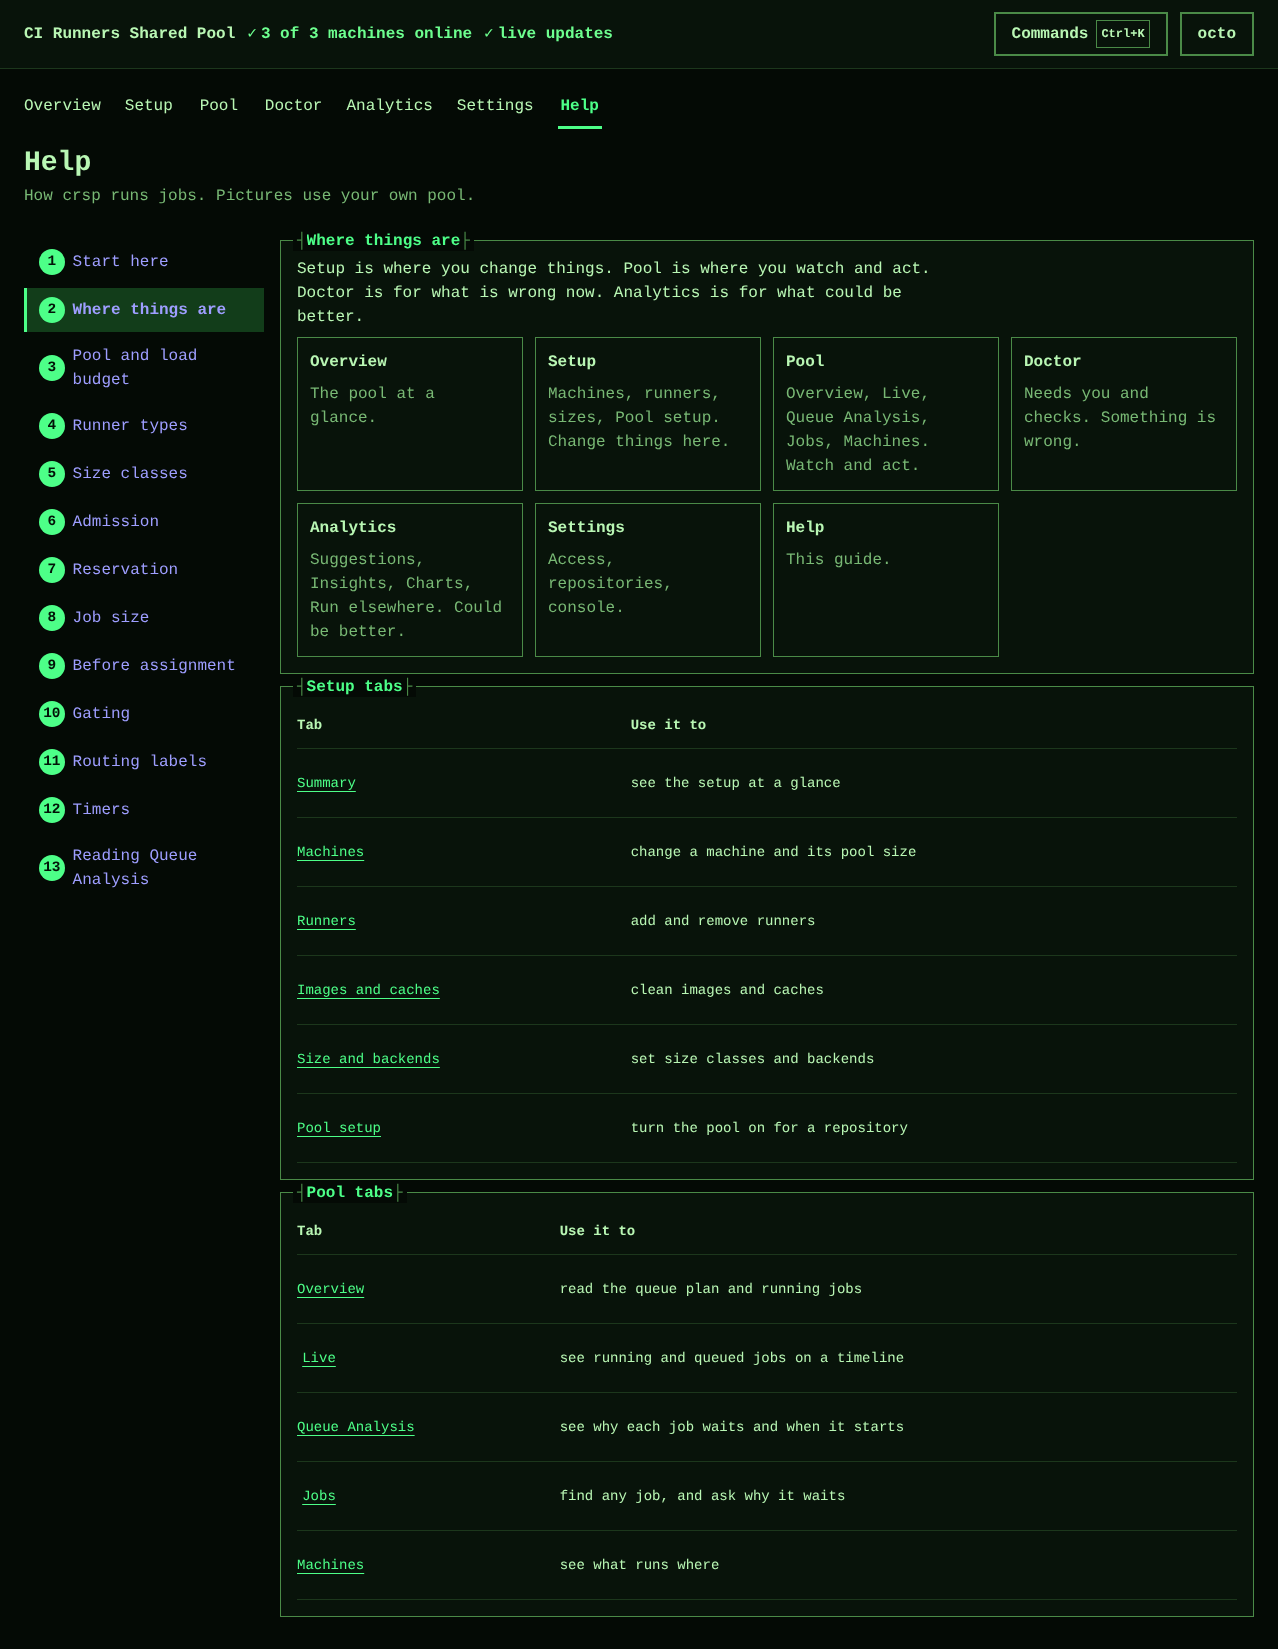 CI Runners Shared Pool ✓ 3 of 3 machines online ✓ live updates Commands Ctrl+K octo
Overview Setup Pool Doctor Analytics Settings Help
Help
How crsp runs jobs. Pictures use your own pool.
1 Start here
2 Where things are
3 Pool and load
budget
4 Runner types
5 Size classes
6 Admission
7 Reservation
8 Job size
9 Before assignment
10 Gating
11 Routing labels
12 Timers
13 Reading Queue
Analysis
Where things are
Setup is where you change things. Pool is where you watch and act.
Doctor is for what is wrong now. Analytics is for what could be
better.
Overview
The pool at a
glance.
Setup
Machines, runners,
sizes, Pool setup.
Change things here.
Pool
Overview, Live,
Queue Analysis,
Jobs, Machines.
Watch and act.
Doctor
Needs you and
checks. Something is
wrong.
Analytics
Suggestions,
Insights, Charts,
Run elsewhere. Could
be better.
Settings
Access,
repositories,
console.
Help
This guide.
Setup tabs
Tab Use it to
Summary see the setup at a glance
Machines change a machine and its pool size
Runners add and remove runners
Images and caches clean images and caches
Size and backends set size classes and backends
Pool setup turn the pool on for a repository
Pool tabs
Tab Use it to
Overview read the queue plan and running jobs
Live see running and queued jobs on a timeline
Queue Analysis see why each job waits and when it starts
Jobs find any job, and ask why it waits
Machines see what runs where